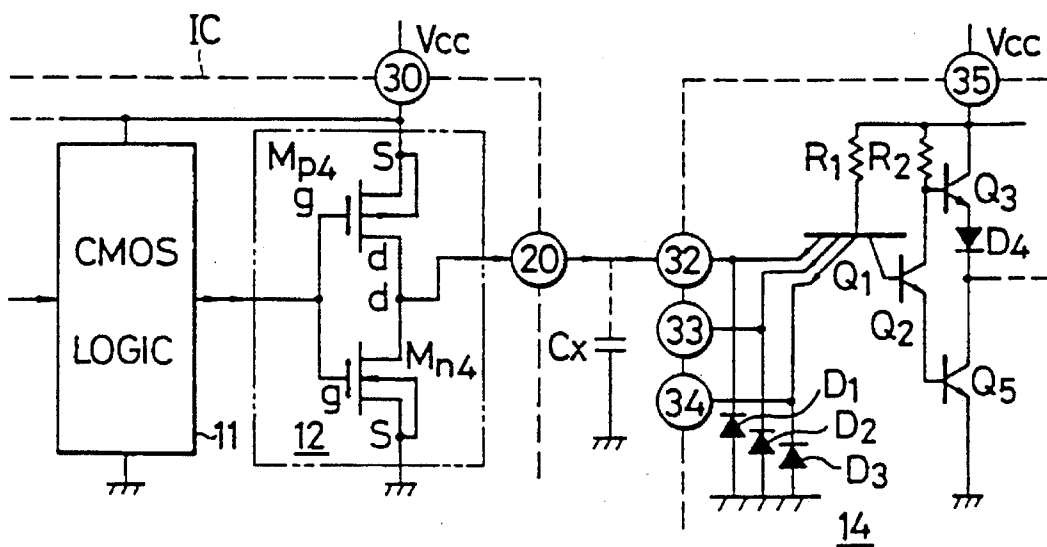 IC
Vcc
30
Vcc
35
S
Mp4
g
d
d
Mn4
g
S
12
CMOS
LOGIC
11
20
Cx
32
33
34
R1
R2
Q3
D4
Q1
Q2
Q5
D1
D2
D3
14